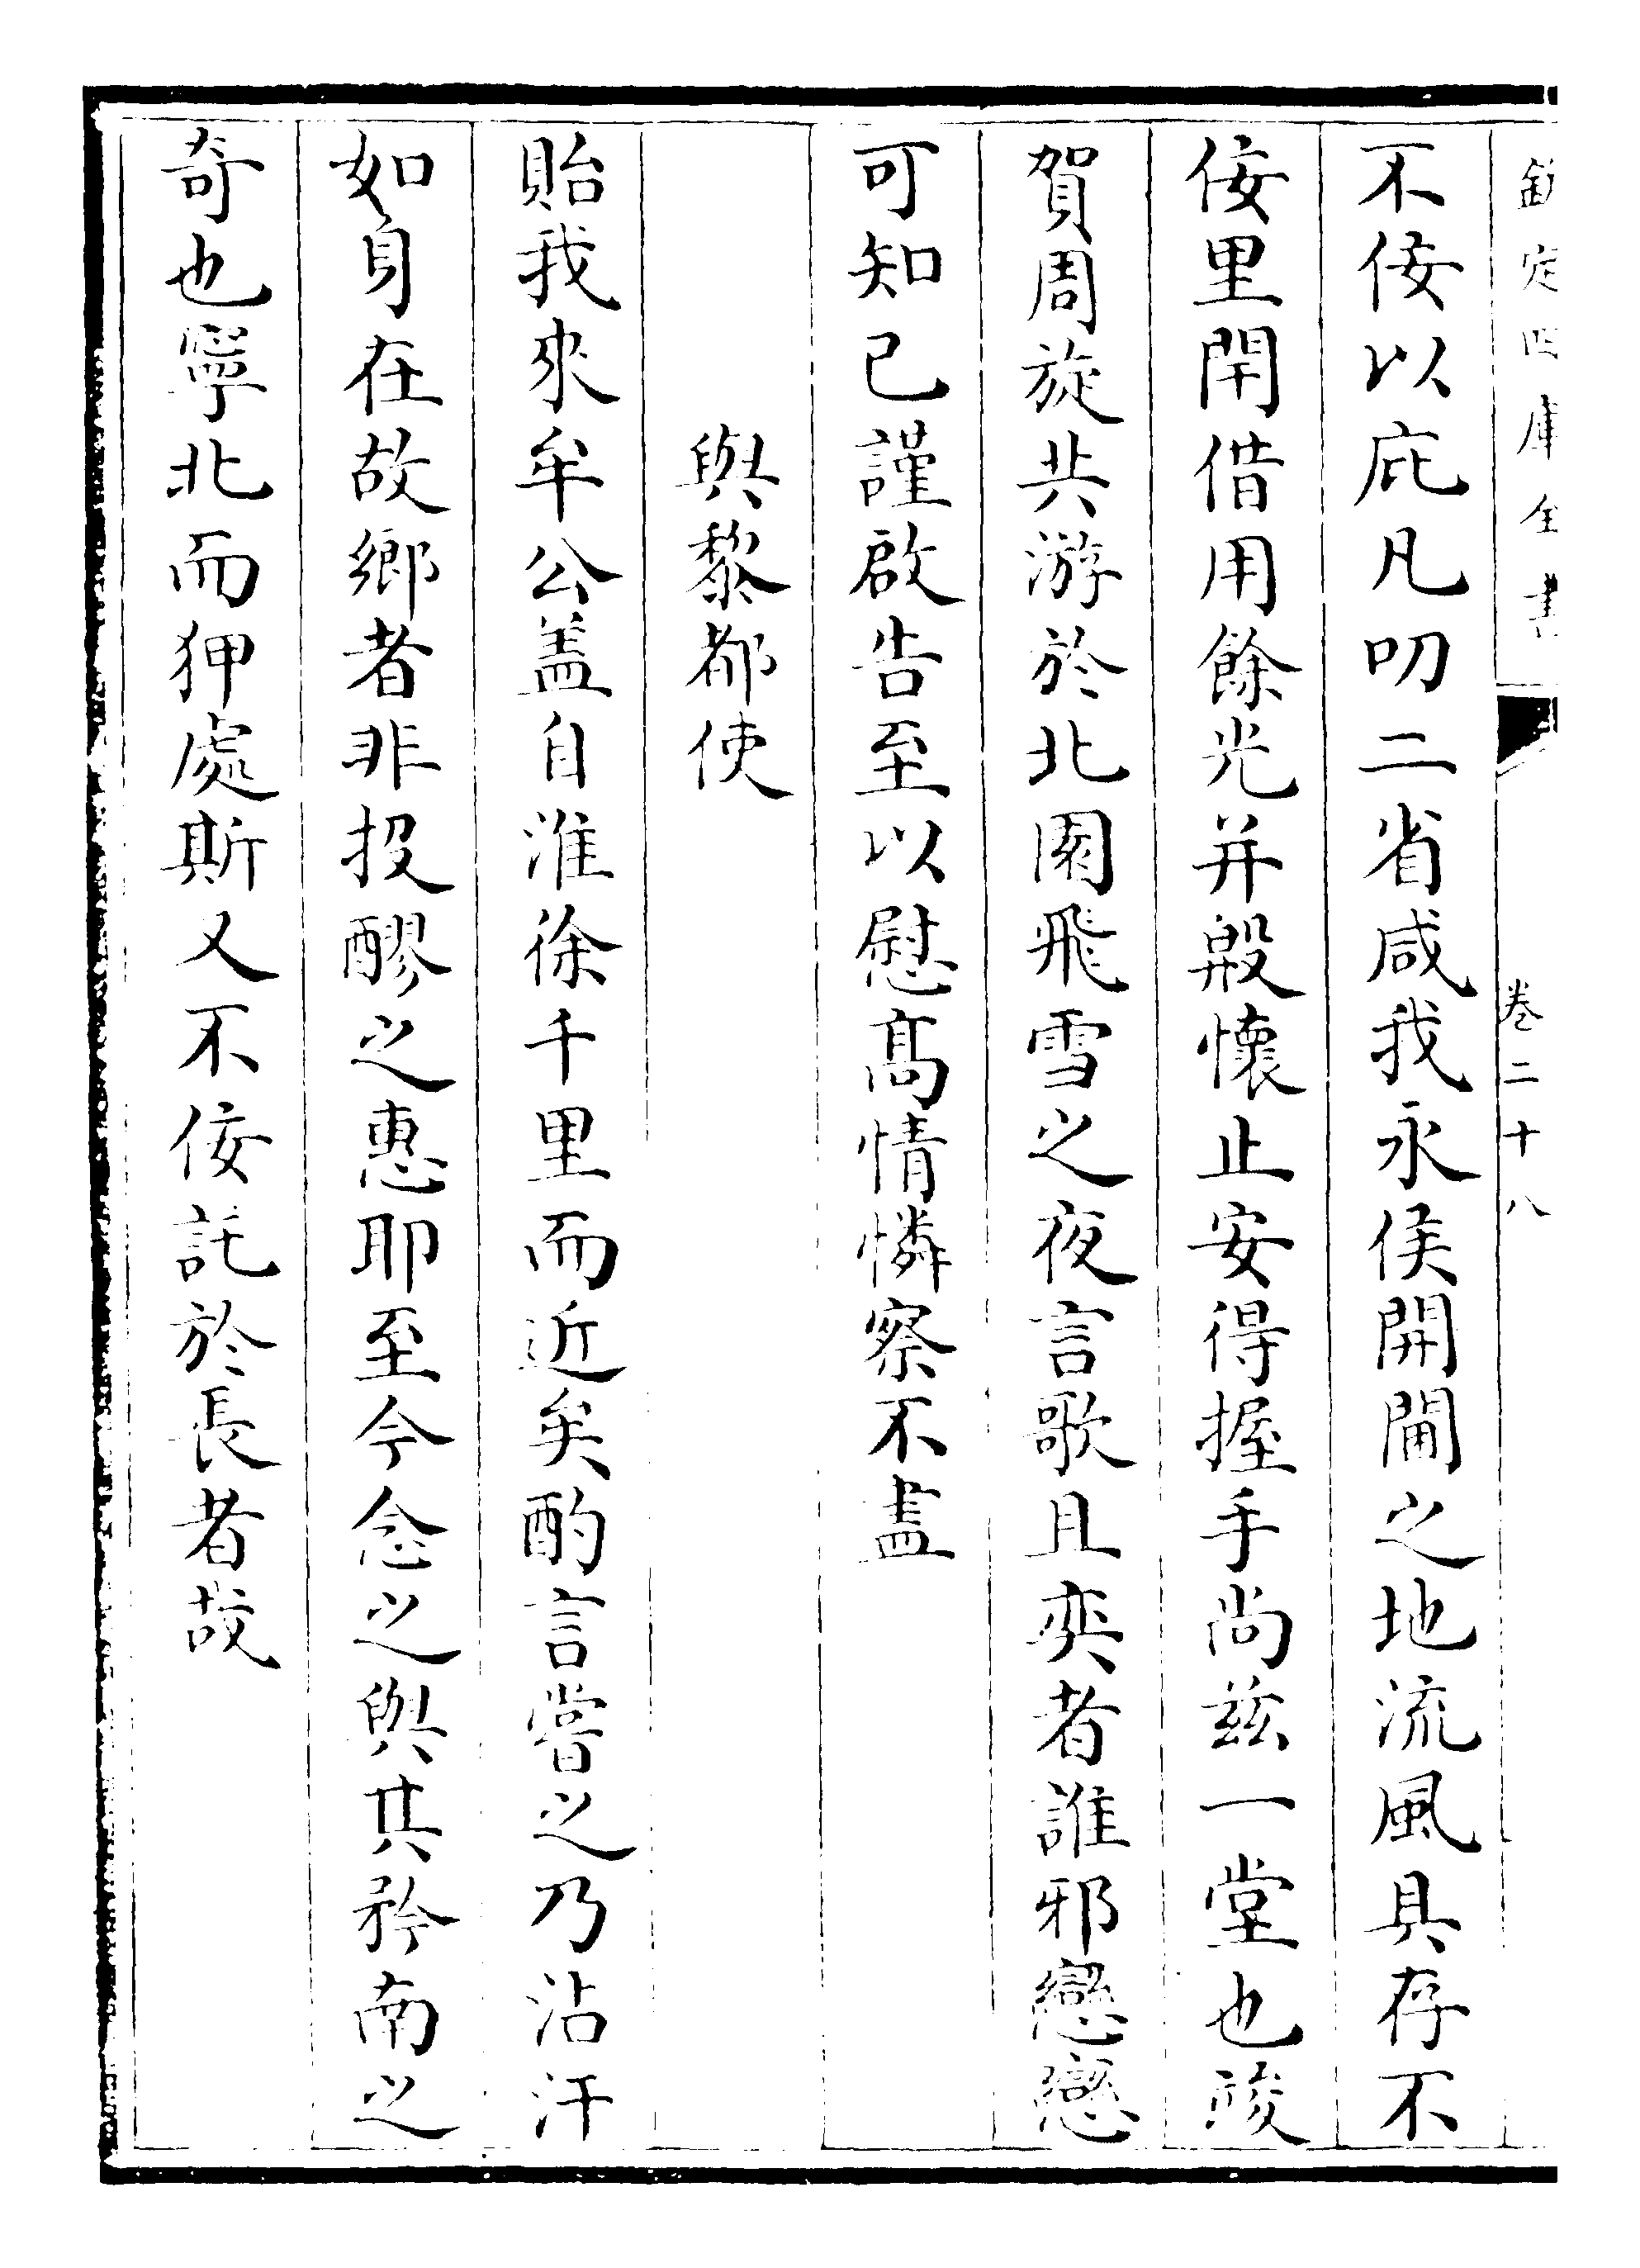 欽定四庫全書
卷二十八
不佞以庇凡叨二省咸我永侯開闢之地流風具存不
佞里閈借用餘光并槃懷止安得握手尚茲一堂也竣
賀周旋共游於北園飛雪之夜言歌且奕者誰邪戀戀
可知已謹啟告至以慰髙情憐察不盡
與黎都使
貽我來牟公蓋自淮徐千里而近矣酌言嘗之乃沾汗
如身在故鄉者非投醪之惠耶至今念之與其矜南之
奇也寧北而狎處斯又不佞託於長者故